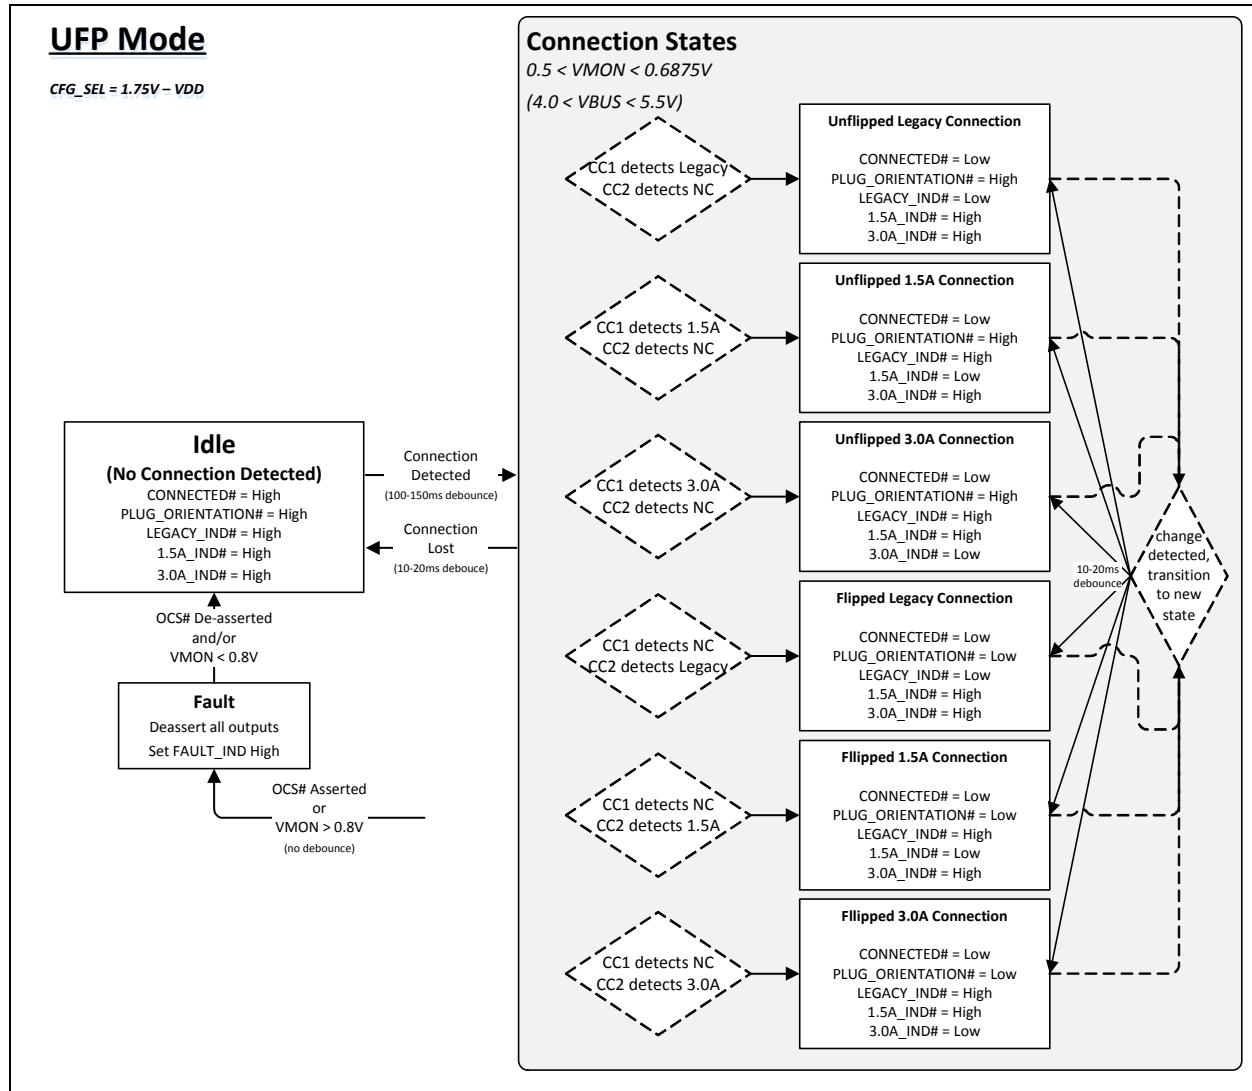 UFP Mode
CFG_SEL = 1.75V – VDD
Connection States
0.5 < VMON < 0.6875V
(4.0 < VBUS < 5.5V)
CC1 detects Legacy
CC2 detects NC
Unflipped Legacy Connection
CONNECTED# = Low
PLUG_ORIENTATION# = High
LEGACY_IND# = Low
1.5A_IND# = High
3.0A_IND# = High
CC1 detects 1.5A
CC2 detects NC
Unflipped 1.5A Connection
CONNECTED# = Low
PLUG_ORIENTATION# = High
LEGACY_IND# = High
1.5A_IND# = Low
3.0A_IND# = High
Idle
(No Connection Detected)
CONNECTED# = High
PLUG_ORIENTATION# = High
LEGACY_IND# = High
1.5A_IND# = High
3.0A_IND# = High
Connection
Detected
(100-150ms debounce)
Connection
Lost
(10-20ms debouce)
CC1 detects 3.0A
CC2 detects NC
Unflipped 3.0A Connection
CONNECTED# = Low
PLUG_ORIENTATION# = High
LEGACY_IND# = High
1.5A_IND# = High
3.0A_IND# = Low
10-20ms
debounce
change
detected,
transition
to new
state
OCS# De-asserted
and/or
VMON < 0.8V
Fault
Deassert all outputs
Set FAULT_IND High
OCS# Asserted
or
VMON > 0.8V
(no debounce)
CC1 detects NC
CC2 detects Legacy
Flipped Legacy Connection
CONNECTED# = Low
PLUG_ORIENTATION# = Low
LEGACY_IND# = Low
1.5A_IND# = High
3.0A_IND# = High
CC1 detects NC
CC2 detects 1.5A
Fllipped 1.5A Connection
CONNECTED# = Low
PLUG_ORIENTATION# = Low
LEGACY_IND# = High
1.5A_IND# = Low
3.0A_IND# = High
CC1 detects NC
CC2 detects 3.0A
Fllipped 3.0A Connection
CONNECTED# = Low
PLUG_ORIENTATION# = Low
LEGACY_IND# = High
1.5A_IND# = High
3.0A_IND# = Low